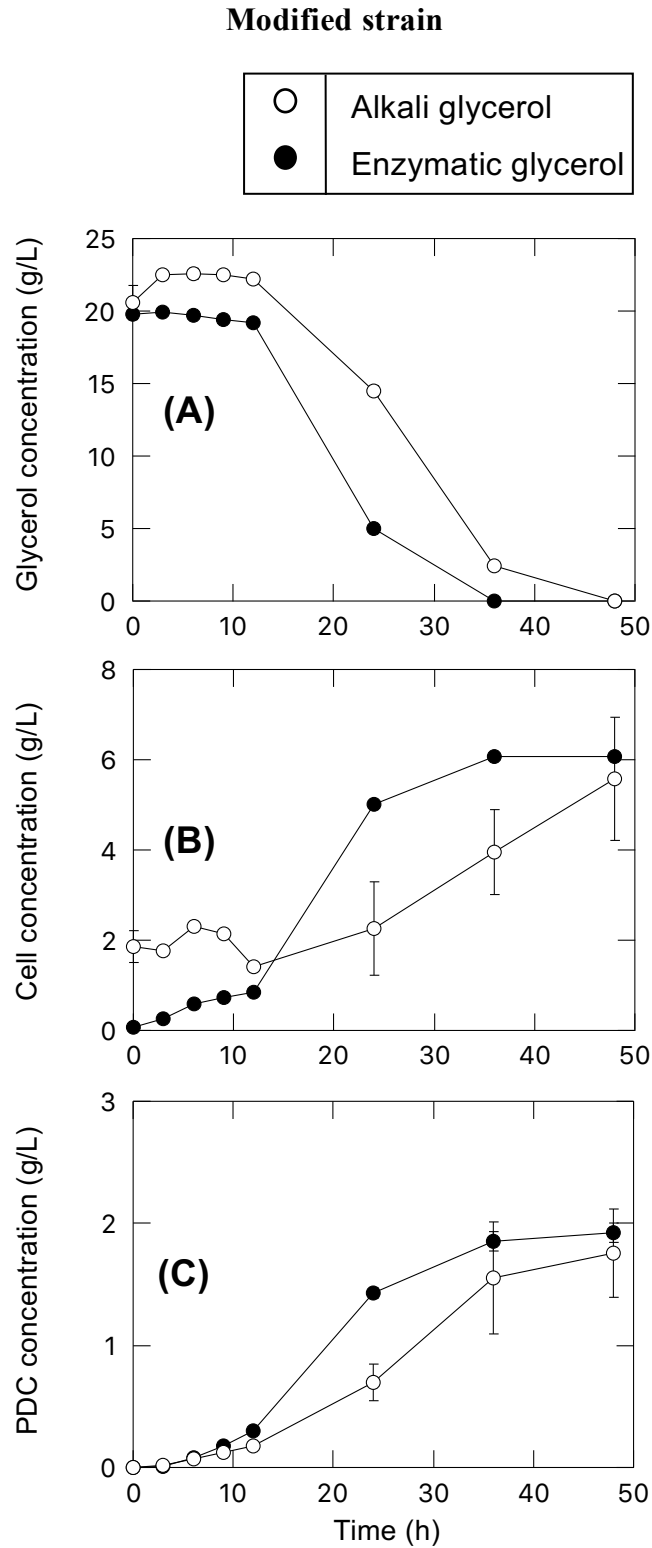 Modified strain
Alkali glycerol
Enzymatic glycerol
25
20
15
10
5
0
Glycerol concentration (g/L)
(A)
0 10 20 30 40 50
8
6
4
2
0
Cell concentration (g/L)
(B)
0 10 20 30 40 50
3
2
1
0
PDC concentration (g/L)
(C)
0 10 20 30 40 50
Time (h)